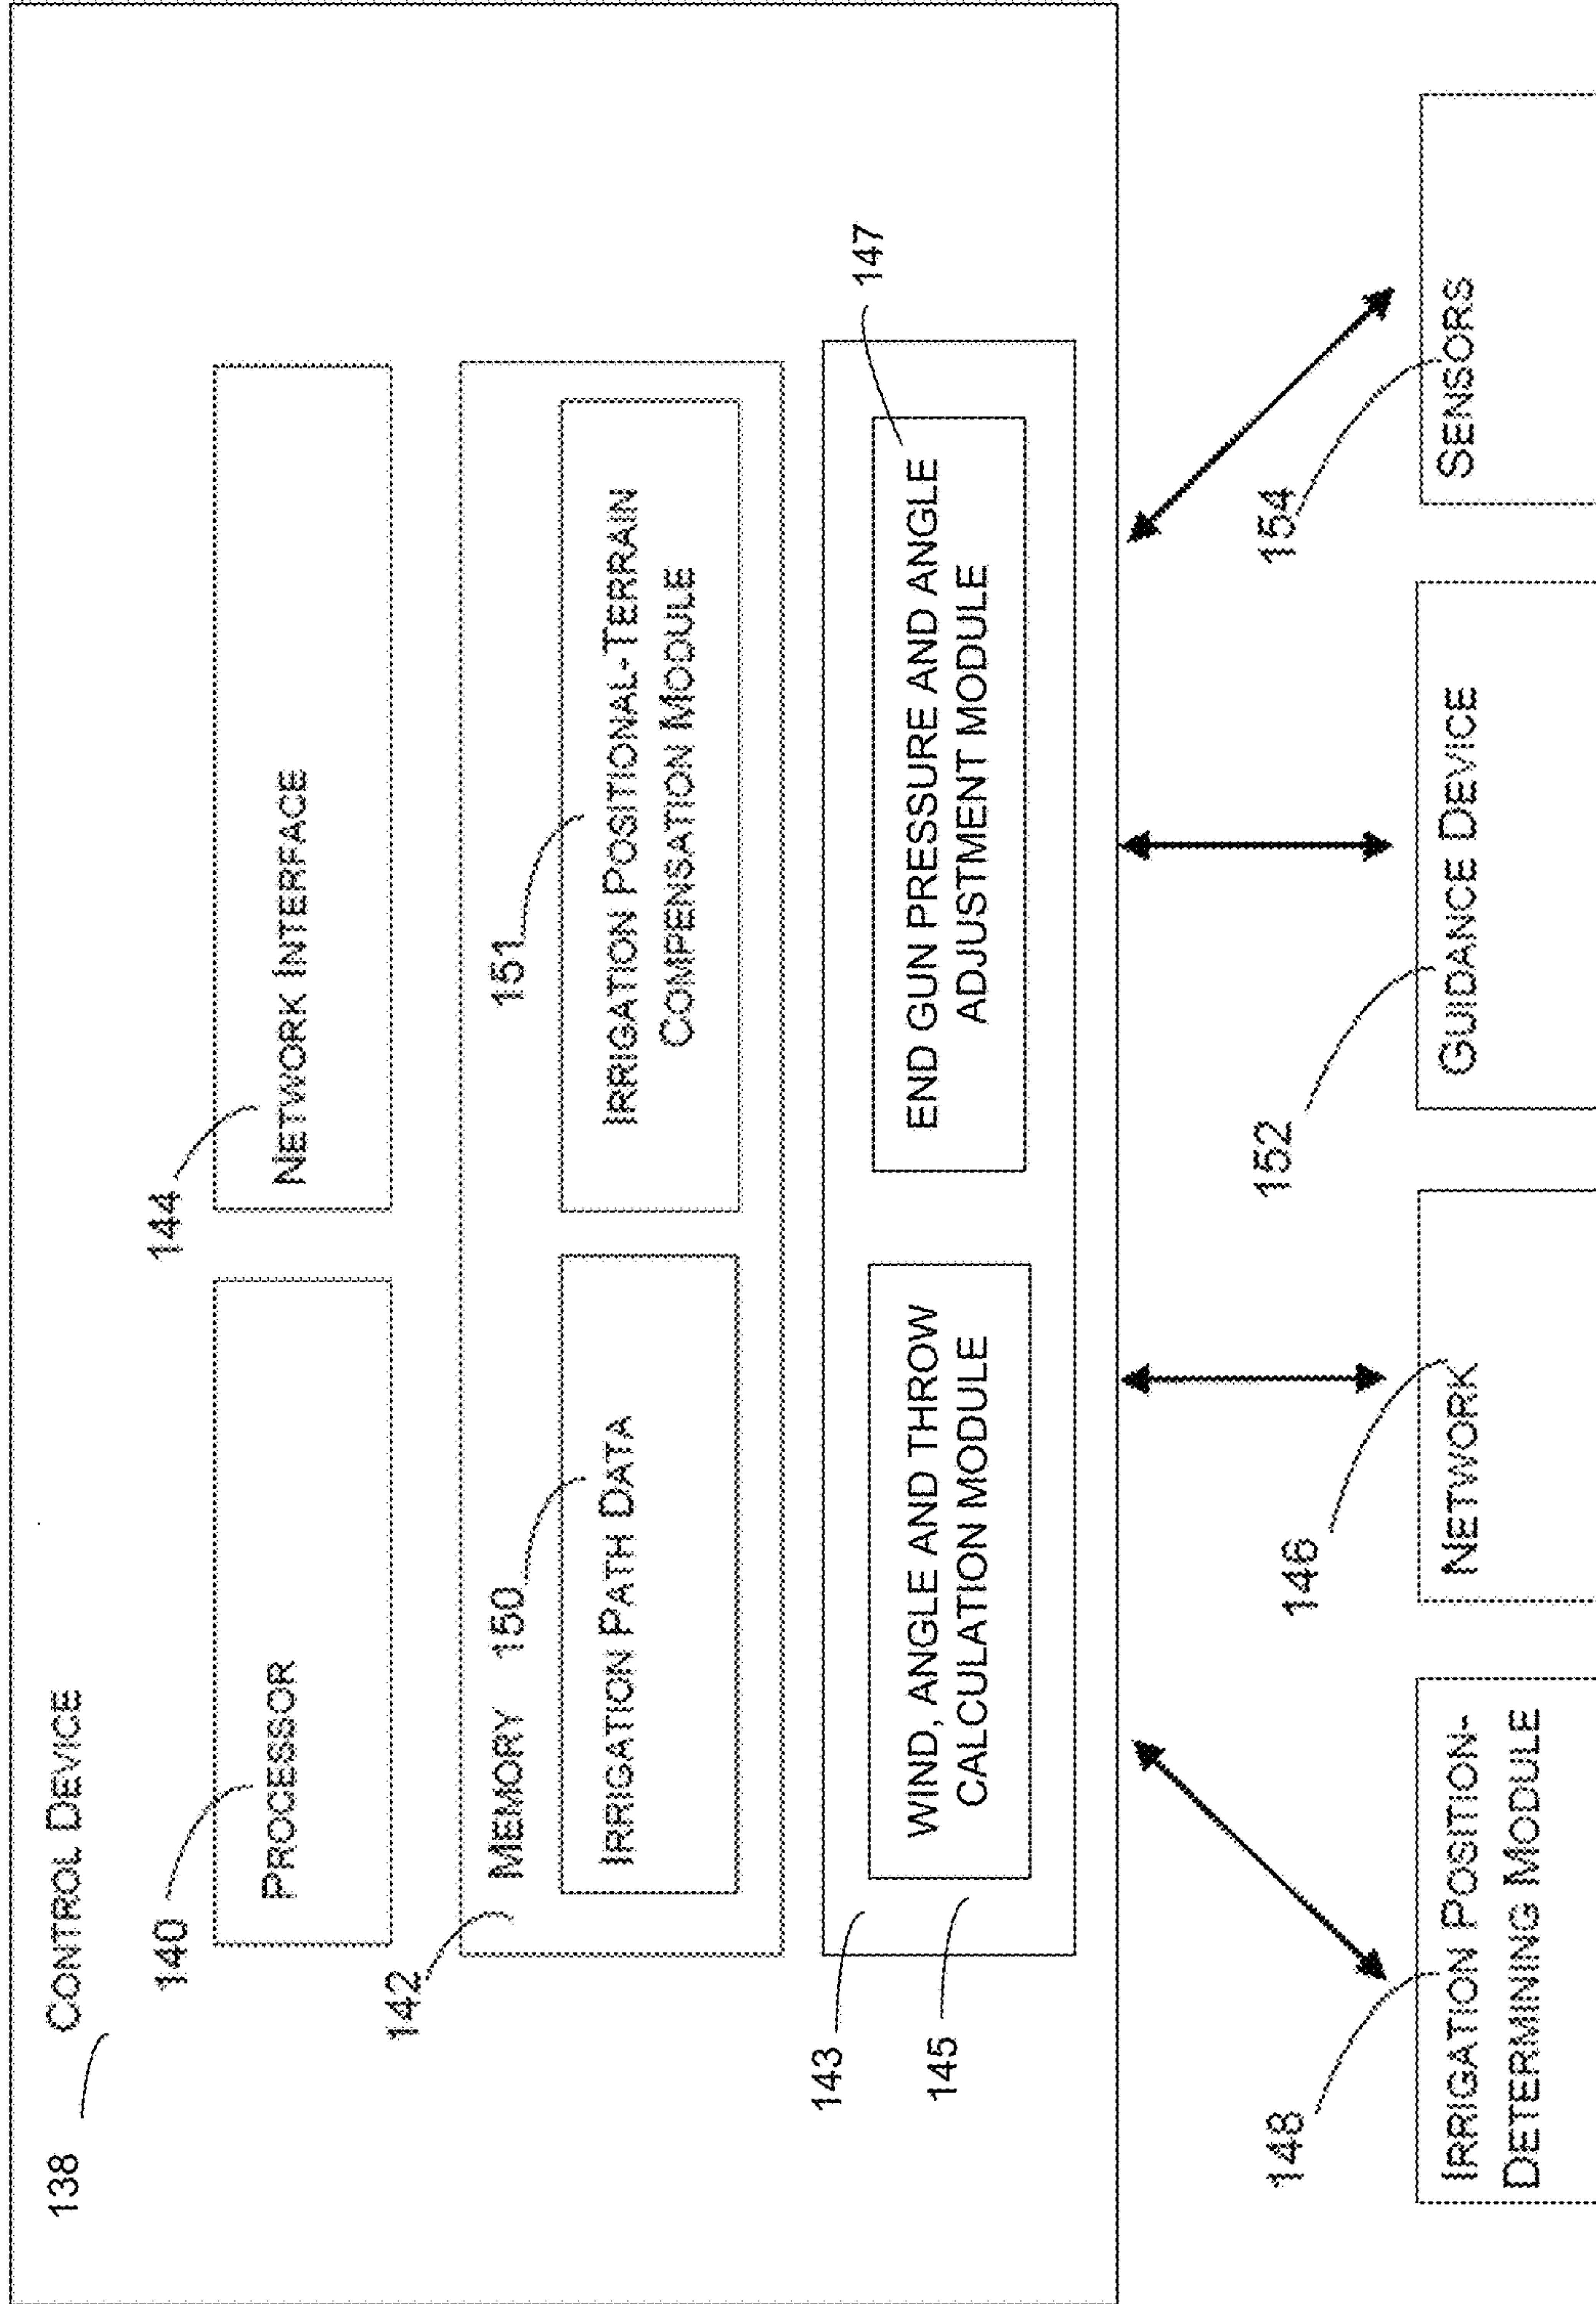 138
CONTROL DEVICE
140
PROCESSOR
144
NETWORK INTERFACE
142
MEMORY
150
IRRIGATION PATH DATA
151
IRRIGATION POSITIONAL-TERRAIN
COMPENSATION MODULE
143
145
WIND, ANGLE AND THROW
CALCULATION MODULE
147
END GUN PRESSURE AND ANGLE
ADJUSTMENT MODULE
148
IRRIGATION POSITION-
DETERMINING MODULE
146
NETWORK
152
GUIDANCE DEVICE
154
SENSORS